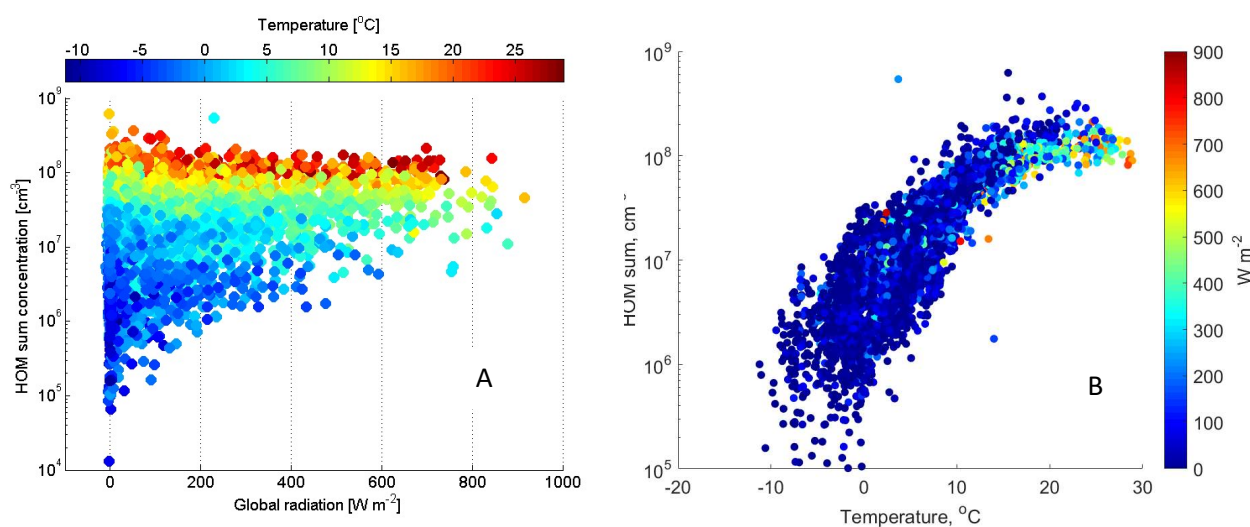 Temperature [⁰C]
-10 -5 0 5 10 15 20 25
HOM sum concentration [cm³]
10⁹
10⁸
10⁷
10⁶
10⁵
10⁴
A
0 200 400 600 800 1000
Global radiation [W m⁻²]
HOM sum, cm
10⁹
10⁸
10⁷
10⁶
10⁵
B
-20 -10 0 10 20 30
Temperature, ⁰C
900
800
700
600
500
400
300
200
100
0
W m⁻²